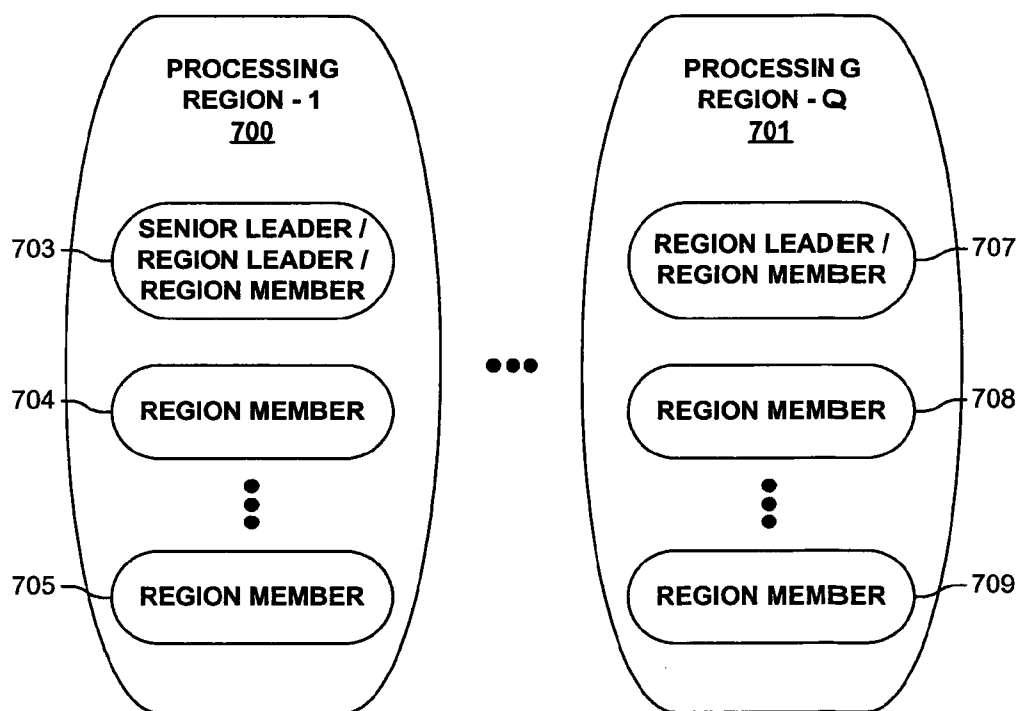 PROCESSING
REGION - 1
700
703
SENIOR LEADER /
REGION LEADER /
REGION MEMBER
704
REGION MEMBER
705
REGION MEMBER
PROCESSING
REGION - Q
701
REGION LEADER /
REGION MEMBER
707
REGION MEMBER
708
REGION MEMBER
709